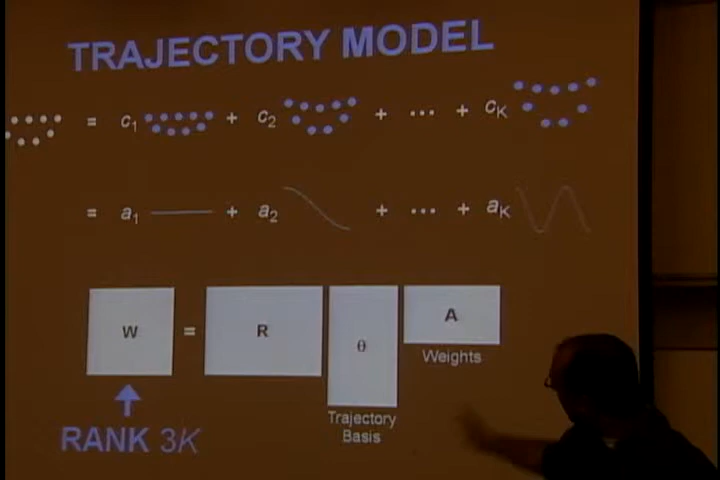 TRAJECTORY MODEL
= c1 + c2 + ... + cK
= a1 + a2 + ... + aK
W = R θ A
Weights
Trajectory
Basis
RANK 3K